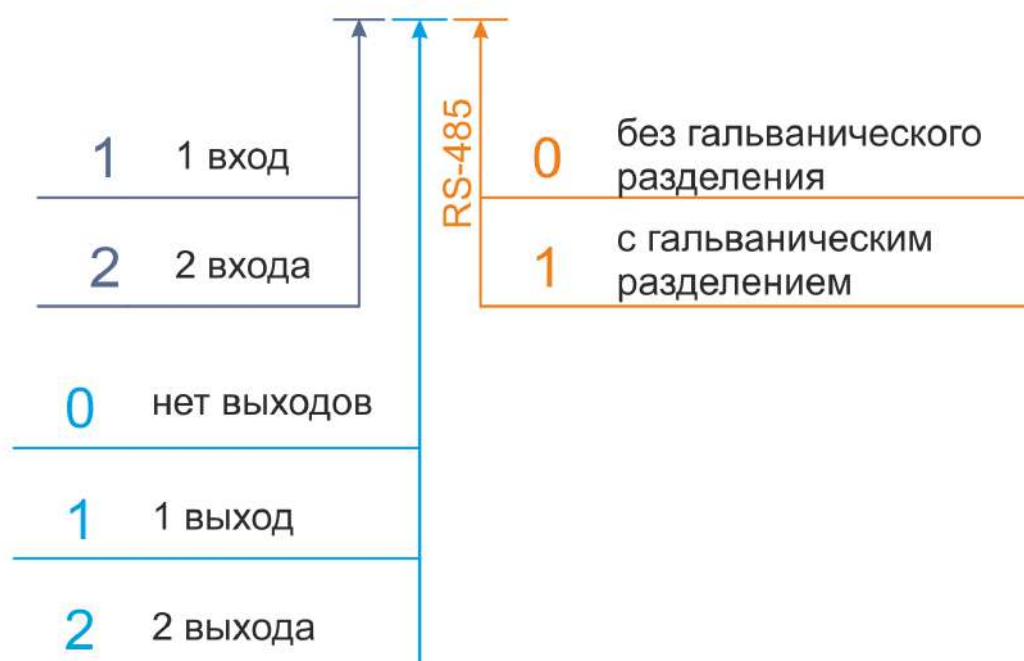 1 1 вход
2 2 входа
0 нет выходов
1 1 выход
2 2 выхода
RS-485
0 без гальванического
разделения
1 с гальваническим
разделением